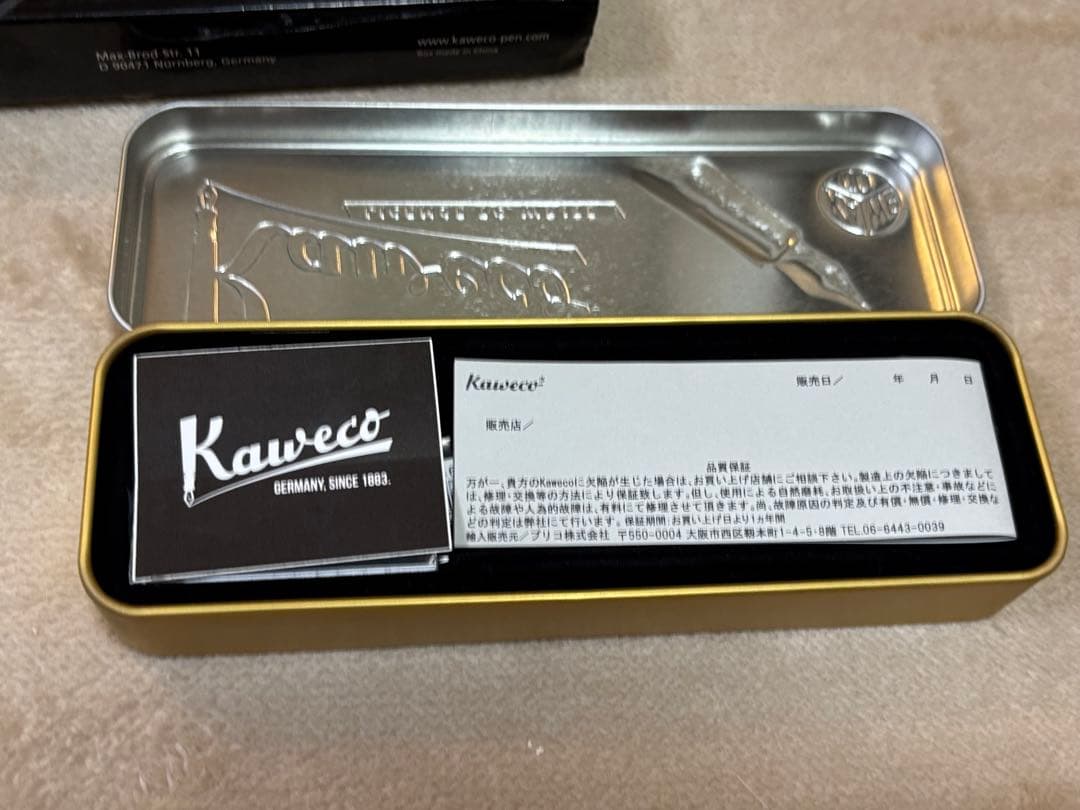 Max-Brod Str. 11
D 90471 Nürnberg, Germany
www.kaweco-pen.com
Box made in China
Kaweco
Kaweco
GERMANY, SINCE 1883.
Kaweco
販売日/ 年 月 日
販売店/
品質保証
万が一、貴方のKawecoに欠陥が生じた場合は、お買い上げ店舗にご相談下さい。製造上の欠陥につきまして
は、修理・交換等の方法により保証致します。但し、使用による自然磨耗、お取扱い上の不注意・事故などに
よる故障や人為的故障は、有料にて修理させて頂きます。尚、故障原因の判定及び有償・無償・修理・交換な
どの判定は弊社にて行います。保証期間:お買い上げ日より1ヵ年間
輸入販売元/プリコ株式会社 〒550-0004 大阪市西区靭本町1-4-5-8階 TEL.06-6443-0039